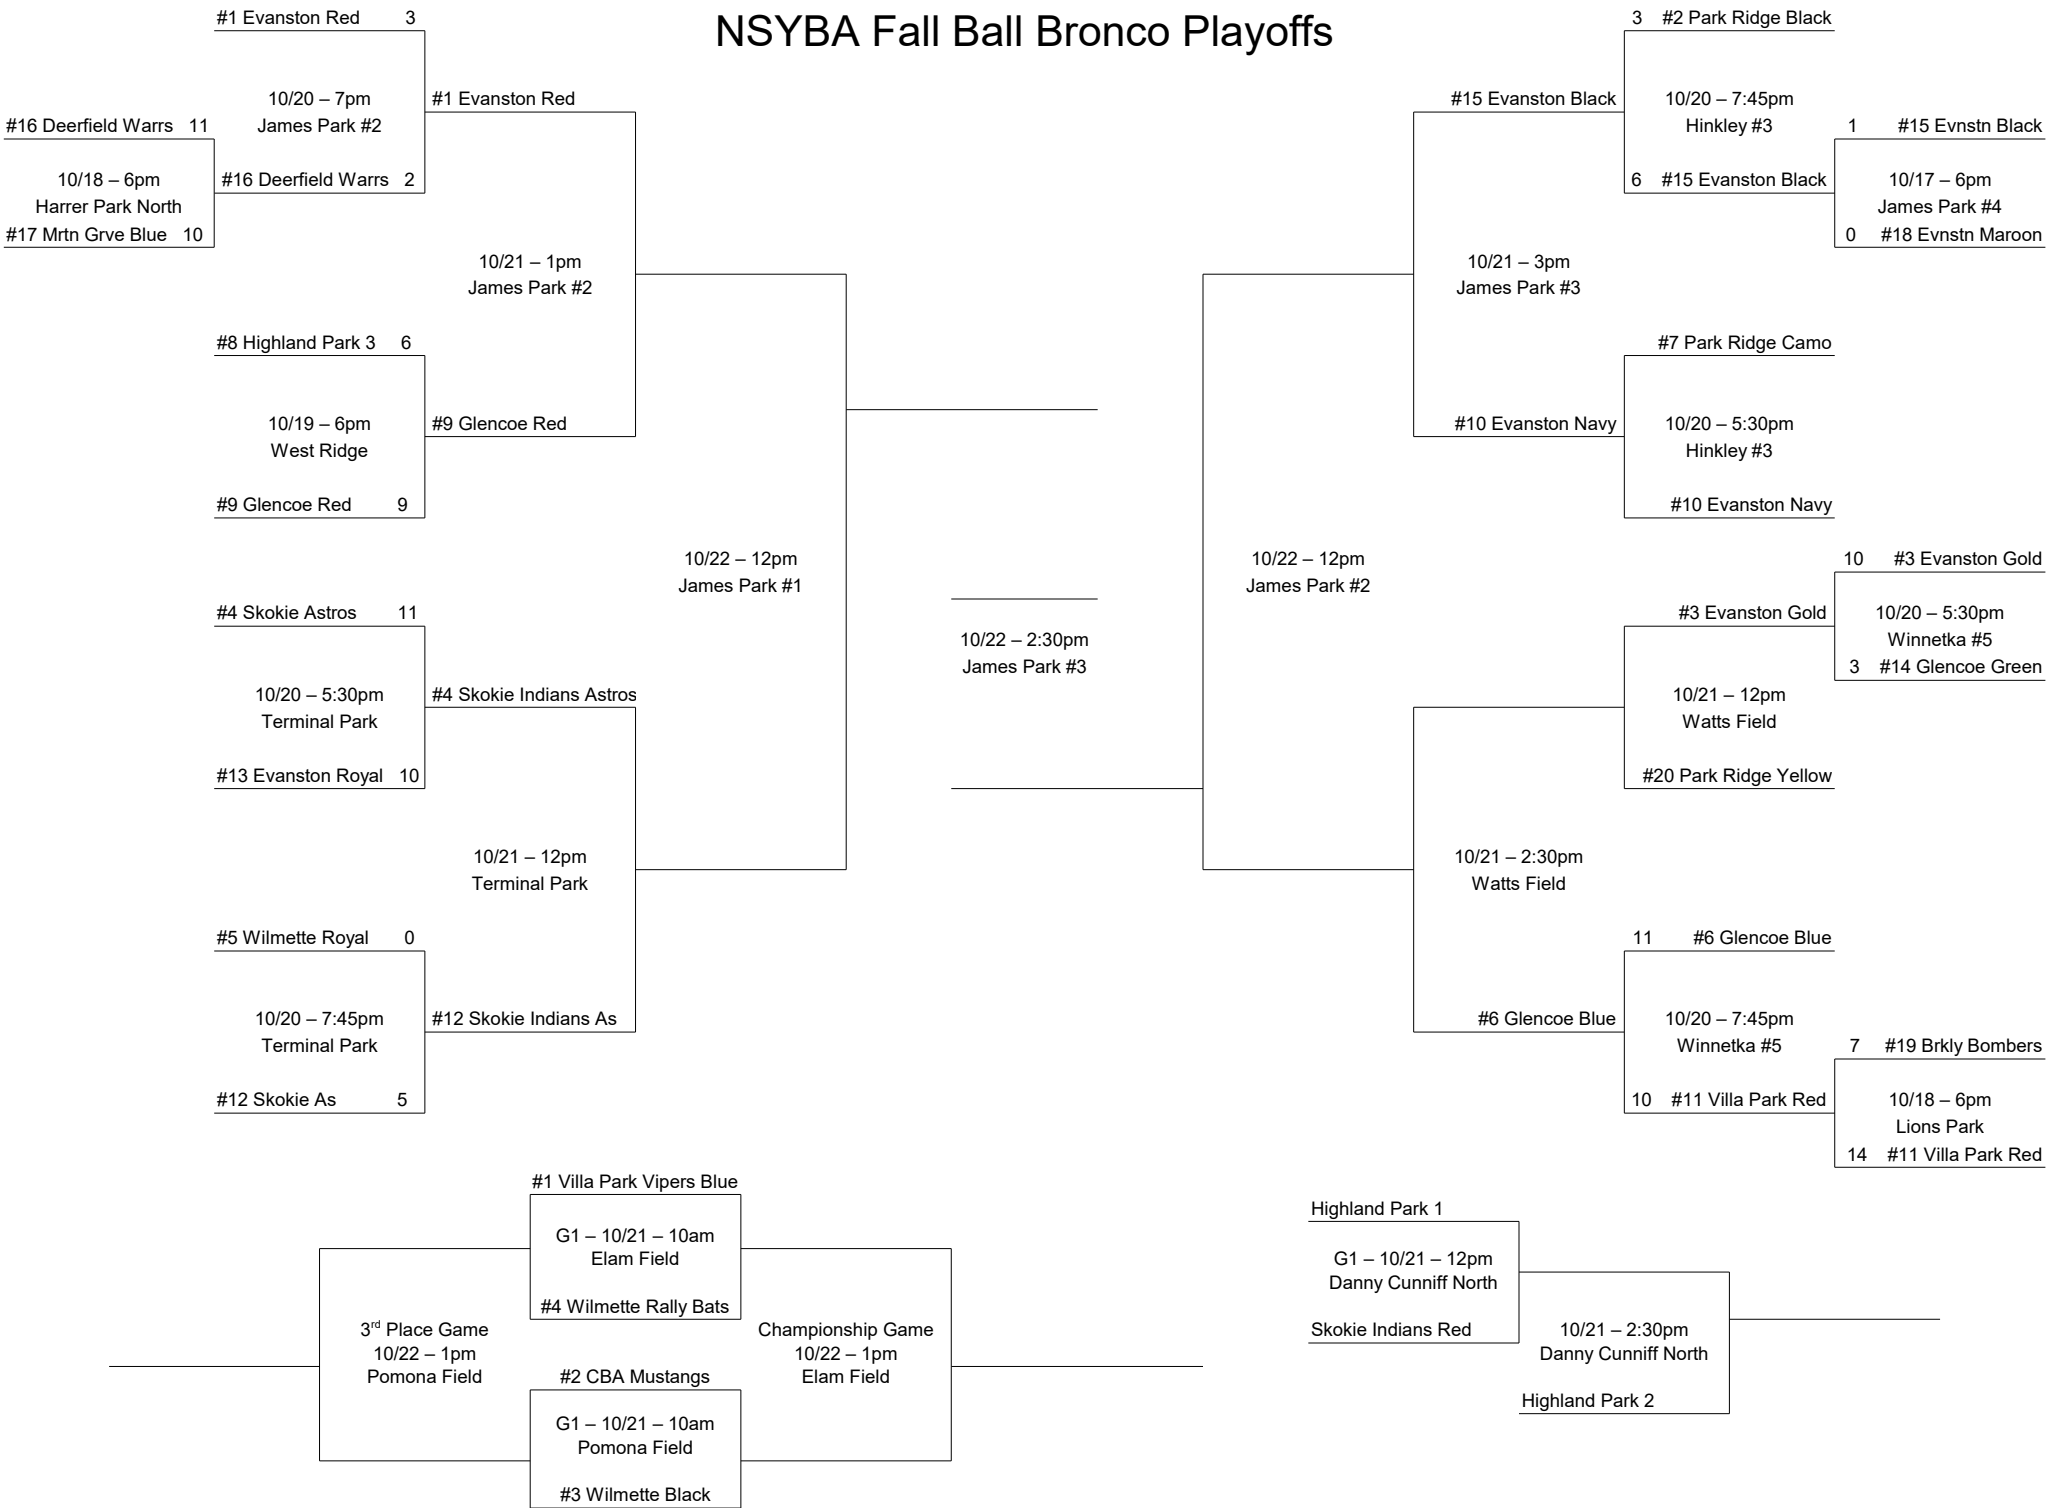 NSYBA Fall Ball Bronco Playoffs
#1 Evanston Red 3
10/20 – 7pm
James Park #2
#1 Evanston Red
#16 Deerfield Warrs 11
10/18 – 6pm
Harrer Park North
#17 Mrtn Grve Blue 10
#16 Deerfield Warrs 2
10/21 – 1pm
James Park #2
#8 Highland Park 3 6
10/19 – 6pm
West Ridge
#9 Glencoe Red
#9 Glencoe Red 9
10/22 – 12pm
James Park #1
#4 Skokie Astros 11
10/20 – 5:30pm
Terminal Park
#4 Skokie Indians Astros
#13 Evanston Royal 10
10/21 – 12pm
Terminal Park
#5 Wilmette Royal 0
10/20 – 7:45pm
Terminal Park
#12 Skokie Indians As
#12 Skokie As 5
10/22 – 2:30pm
James Park #3
3 #2 Park Ridge Black
#15 Evanston Black
10/20 – 7:45pm
Hinkley #3
1 #15 Evnstn Black
6 #15 Evanston Black
10/17 – 6pm
James Park #4
0 #18 Evnstn Maroon
10/21 – 3pm
James Park #3
#7 Park Ridge Camo
#10 Evanston Navy
10/20 – 5:30pm
Hinkley #3
#10 Evanston Navy
10/22 – 12pm
James Park #2
10 #3 Evanston Gold
#3 Evanston Gold
10/20 – 5:30pm
Winnetka #5
3 #14 Glencoe Green
10/21 – 12pm
Watts Field
#20 Park Ridge Yellow
10/21 – 2:30pm
Watts Field
11 #6 Glencoe Blue
#6 Glencoe Blue
10/20 – 7:45pm
Winnetka #5
7 #19 Brkly Bombers
10 #11 Villa Park Red
10/18 – 6pm
Lions Park
14 #11 Villa Park Red
#1 Villa Park Vipers Blue
G1 – 10/21 – 10am
Elam Field
#4 Wilmette Rally Bats
3rd Place Game
10/22 – 1pm
Pomona Field
Championship Game
10/22 – 1pm
Elam Field
#2 CBA Mustangs
G1 – 10/21 – 10am
Pomona Field
#3 Wilmette Black
Highland Park 1
G1 – 10/21 – 12pm
Danny Cunniff North
Skokie Indians Red
10/21 – 2:30pm
Danny Cunniff North
Highland Park 2